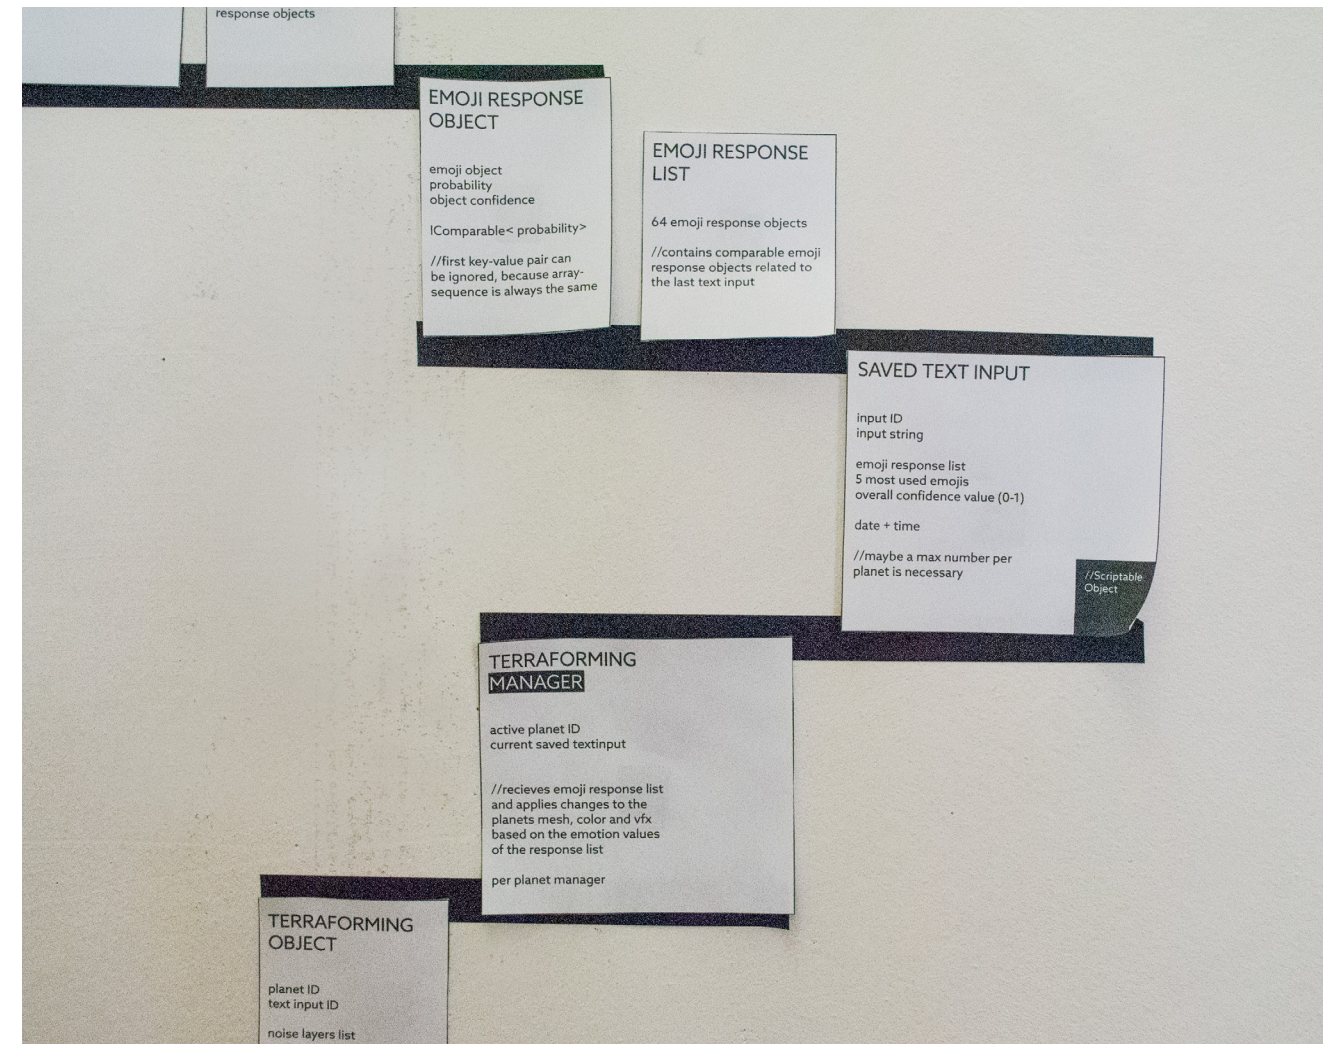 response objects
EMOJI RESPONSE
OBJECT
emoji object
probability
object confidence
IComparable< probability>
//first key-value pair can
be ignored, because array-
sequence is always the same
EMOJI RESPONSE
LIST
64 emoji response objects
//contains comparable emoji
response objects related to
the last text input
SAVED TEXT INPUT
input ID
input string
emoji response list
5 most used emojis
overall confidence value (0-1)
date + time
//maybe a max number per
planet is necessary
//Scriptable
Object
TERRAFORMING
MANAGER
active planet ID
current saved textinput
//recieves emoji response list
and applies changes to the
planets mesh, color and vfx
based on the emotion values
of the response list
per planet manager
TERRAFORMING
OBJECT
planet ID
text input ID
noise layers list